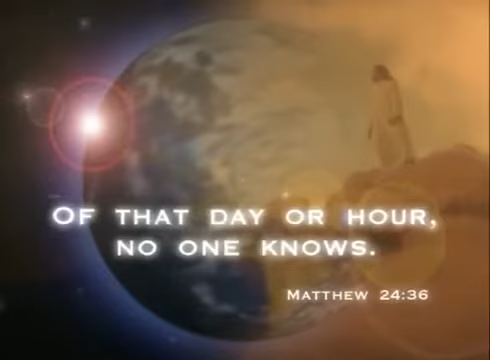 OF THAT DAY OR HOUR,
NO ONE KNOWS.
MATTHEW 24:36